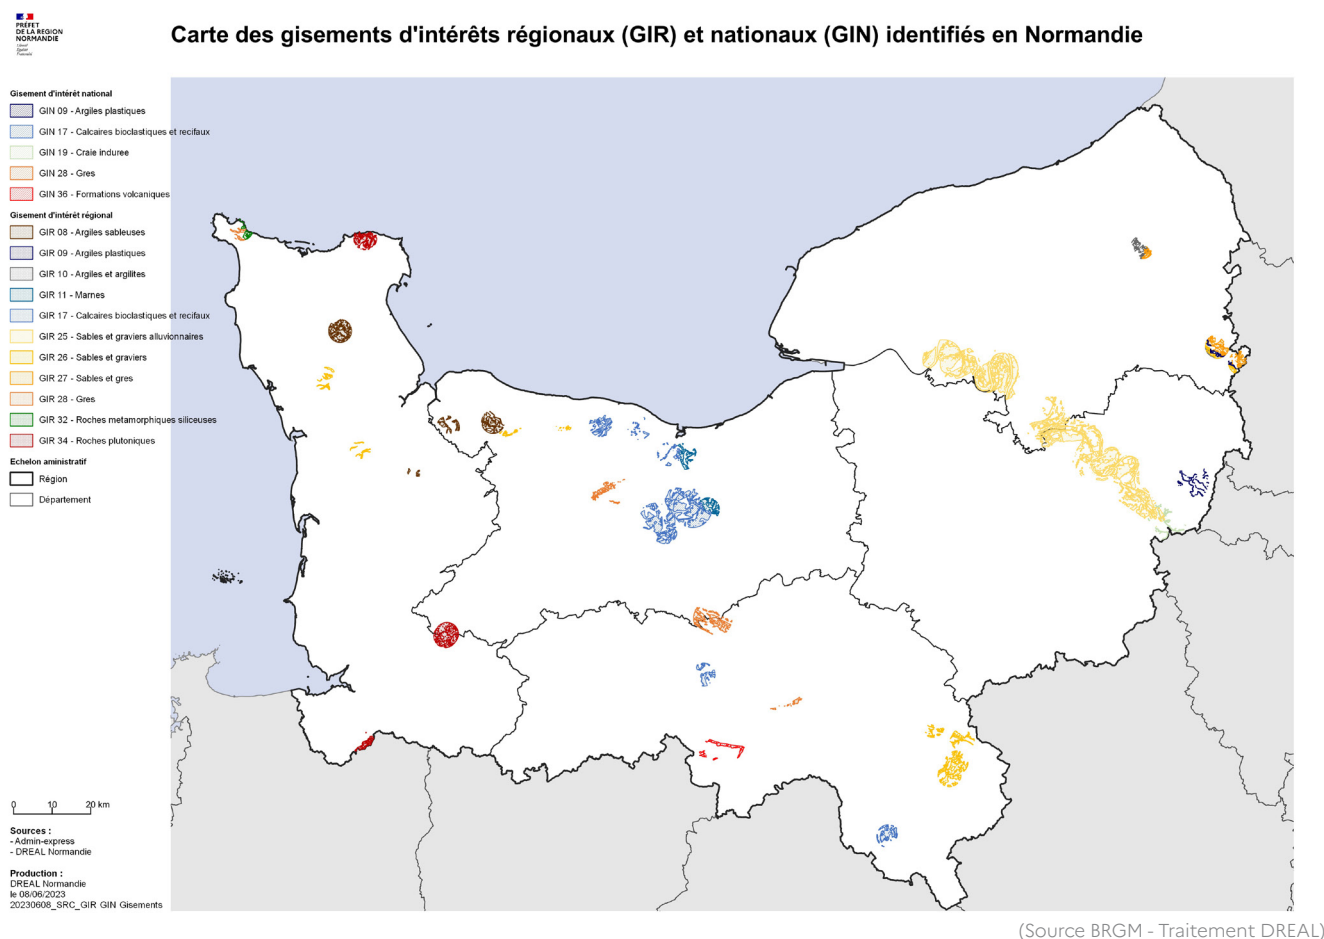 PRÉFET
DE LA RÉGION
NORMANDIE
Liberté
Égalité
Fraternité
Carte des gisements d'intérêts régionaux (GIR) et nationaux (GIN) identifiés en Normandie
Gisement d'intérêt national
GIN 09 - Argiles plastiques
GIN 17 - Calcaires bioclastiques et recifaux
GIN 19 - Craie induree
GIN 28 - Gres
GIN 36 - Formations volcaniques
Gisement d'intérêt régional
GIR 08 - Argiles sableuses
GIR 09 - Argiles plastiques
GIR 10 - Argiles et argilites
GIR 11 - Marnes
GIR 17 - Calcaires bioclastiques et recifaux
GIR 25 - Sables et graviers alluvionnaires
GIR 26 - Sables et graviers
GIR 27 - Sables et gres
GIR 28 - Gres
GIR 32 - Roches metamorphiques siliceuses
GIR 34 - Roches plutoniques
Echelon aministratif
Région
Département
0 10 20 km
Sources :
- Admin-express
- DREAL Normandie
Production :
DREAL Normandie
le 08/06/2023
20230608_SRC_GIR GIN Gisements
(Source BRGM - Traitement DREAL)